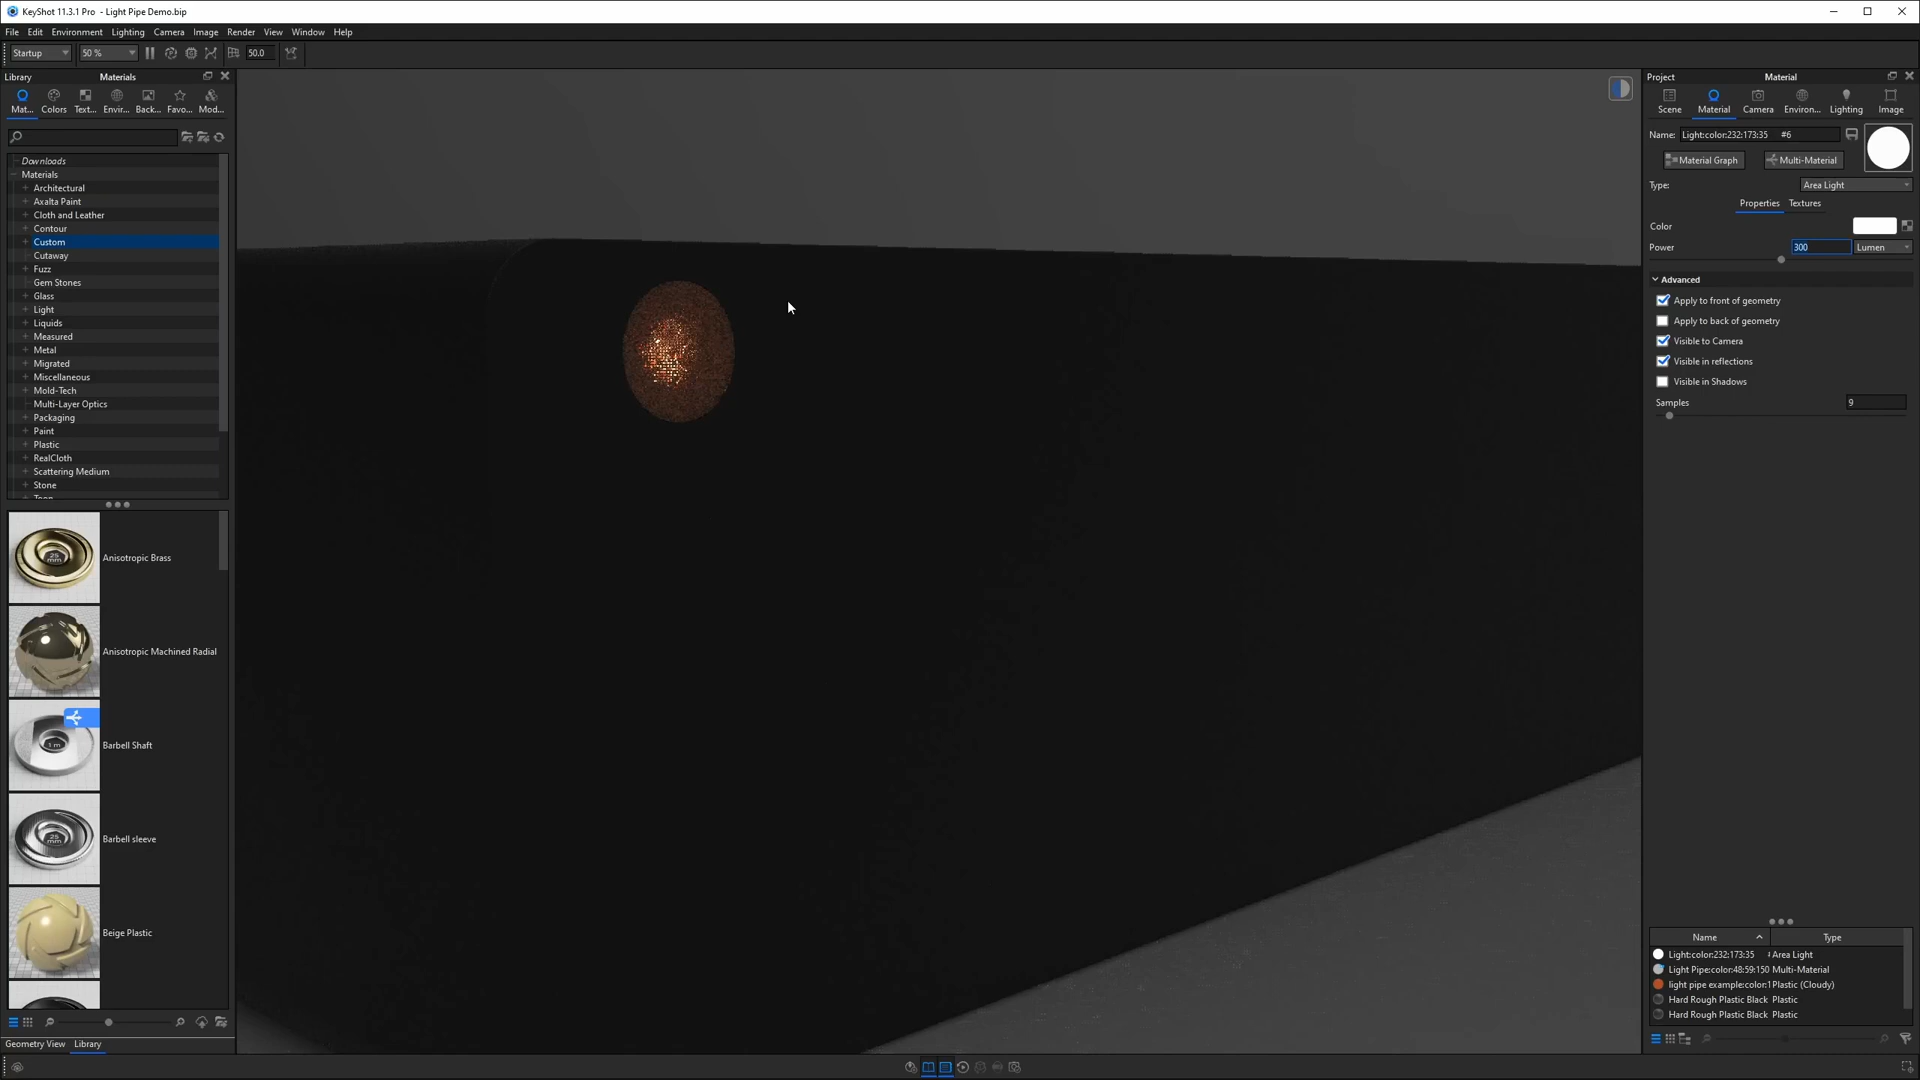 KeyShot 11.3.1 Pro - Light Pipe Demo.bip
File Edit Environment Lighting Camera Image Render View Window Help
Startup 50 % 50.0
Library Materials
Mat... Colors Text... Envir... Back... Favo... Mod...
Downloads
Materials
Architectural
Axalta Paint
Cloth and Leather
Contour
Custom
Cutaway
Fuzz
Gem Stones
Glass
Light
Liquids
Measured
Metal
Migrated
Miscellaneous
Mold-Tech
Multi-Layer Optics
Packaging
Paint
Plastic
RealCloth
Scattering Medium
Stone
Toon
Anisotropic Brass
Anisotropic Machined Radial
Barbell Shaft
Barbell sleeve
Beige Plastic
Geometry View Library
Project Material
Scene Material Camera Environ... Lighting Image
Name: Light:color:232:173:35 #6
Material Graph Multi-Material
Type: Area Light
Properties Textures
Color
Power 300 Lumen
Advanced
Apply to front of geometry
Apply to back of geometry
Visible to Camera
Visible in reflections
Visible in Shadows
Samples 9
Name Type
Light:color:232:173:35 Area Light
Light Pipe:color:48:59:150 Multi-Material
light pipe example:color:1 Plastic (Cloudy)
Hard Rough Plastic Black Plastic
Hard Rough Plastic Black Plastic